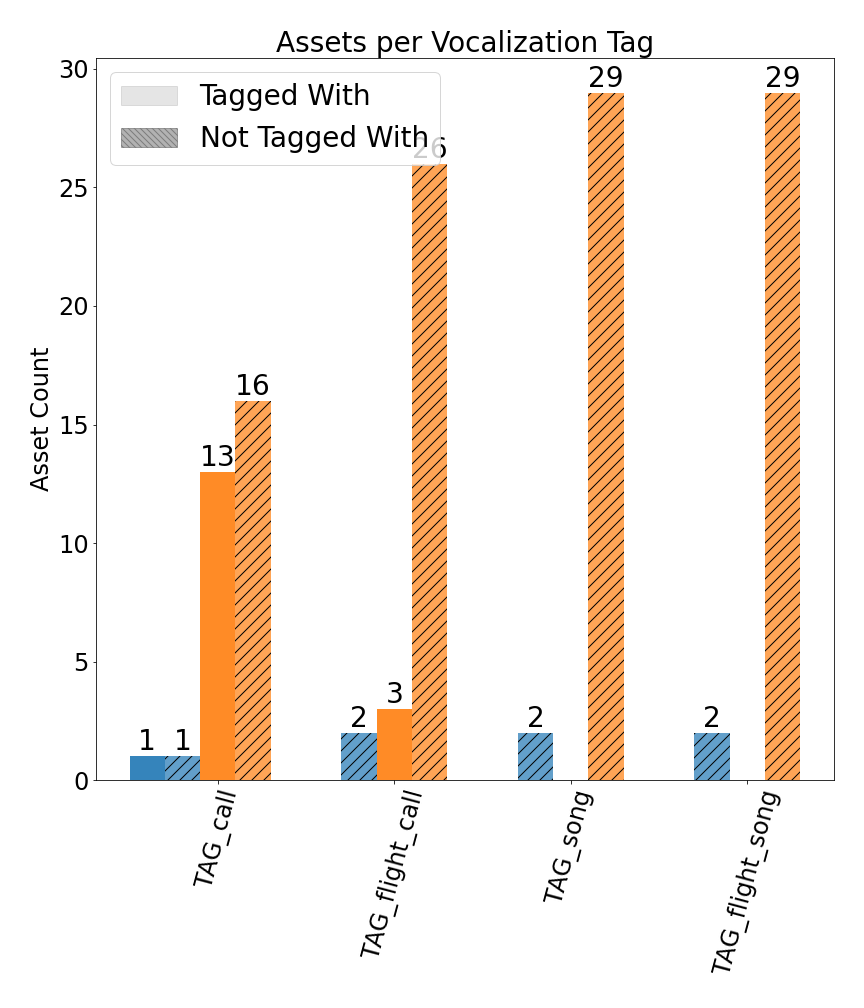 Assets per Vocalization Tag
Tagged With
Not Tagged With
Asset Count
30
25
20
15
10
5
0
1
1
13
16
2
3
26
2
29
2
29
TAG_call
TAG_flight_call
TAG_song
TAG_flight_song